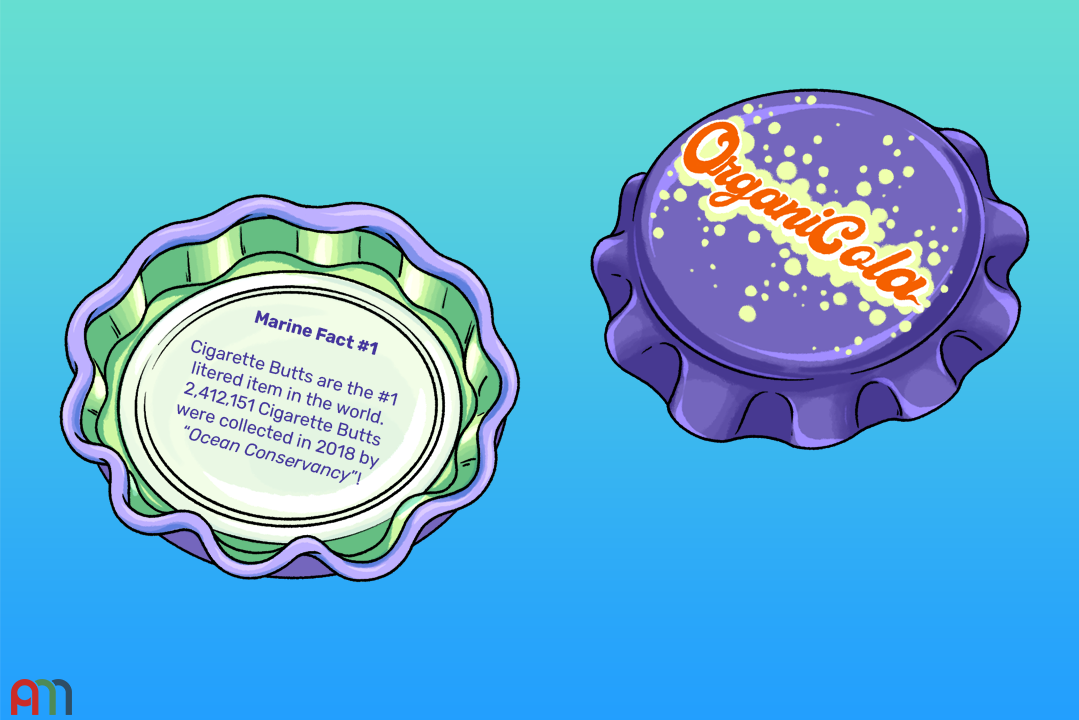 OrganiCola
Marine Fact #1
Cigarette Butts are the #1
litered item in the world.
2,412,151 Cigarette Butts
were collected in 2018 by
“Ocean Conservancy”!
AM